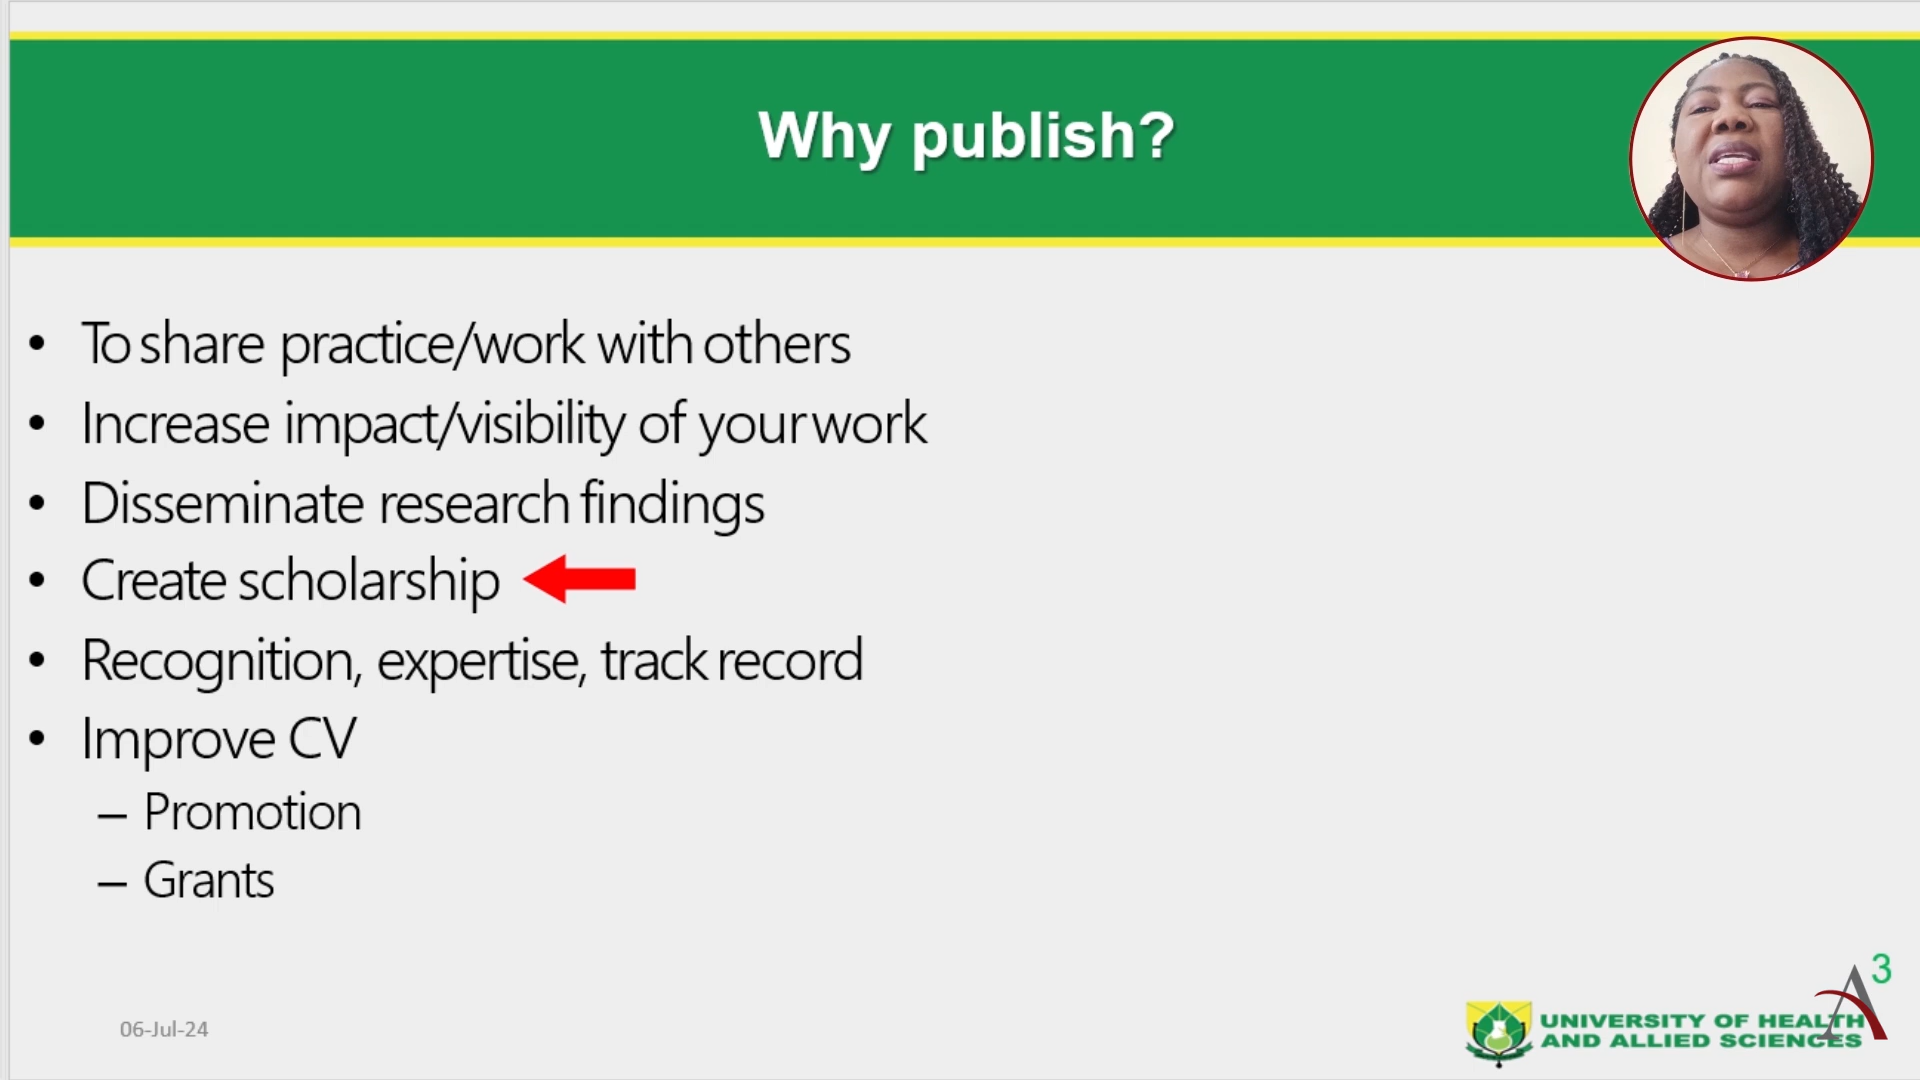 Why publish?
• To share practice/work with others
• Increase impact/visibility of your work
• Disseminate research findings
• Create scholarship
• Recognition, expertise, track record
• Improve CV
– Promotion
– Grants
3
06-Jul-24
UNIVERSITY OF HEALTH
AND ALLIED SCIENCES